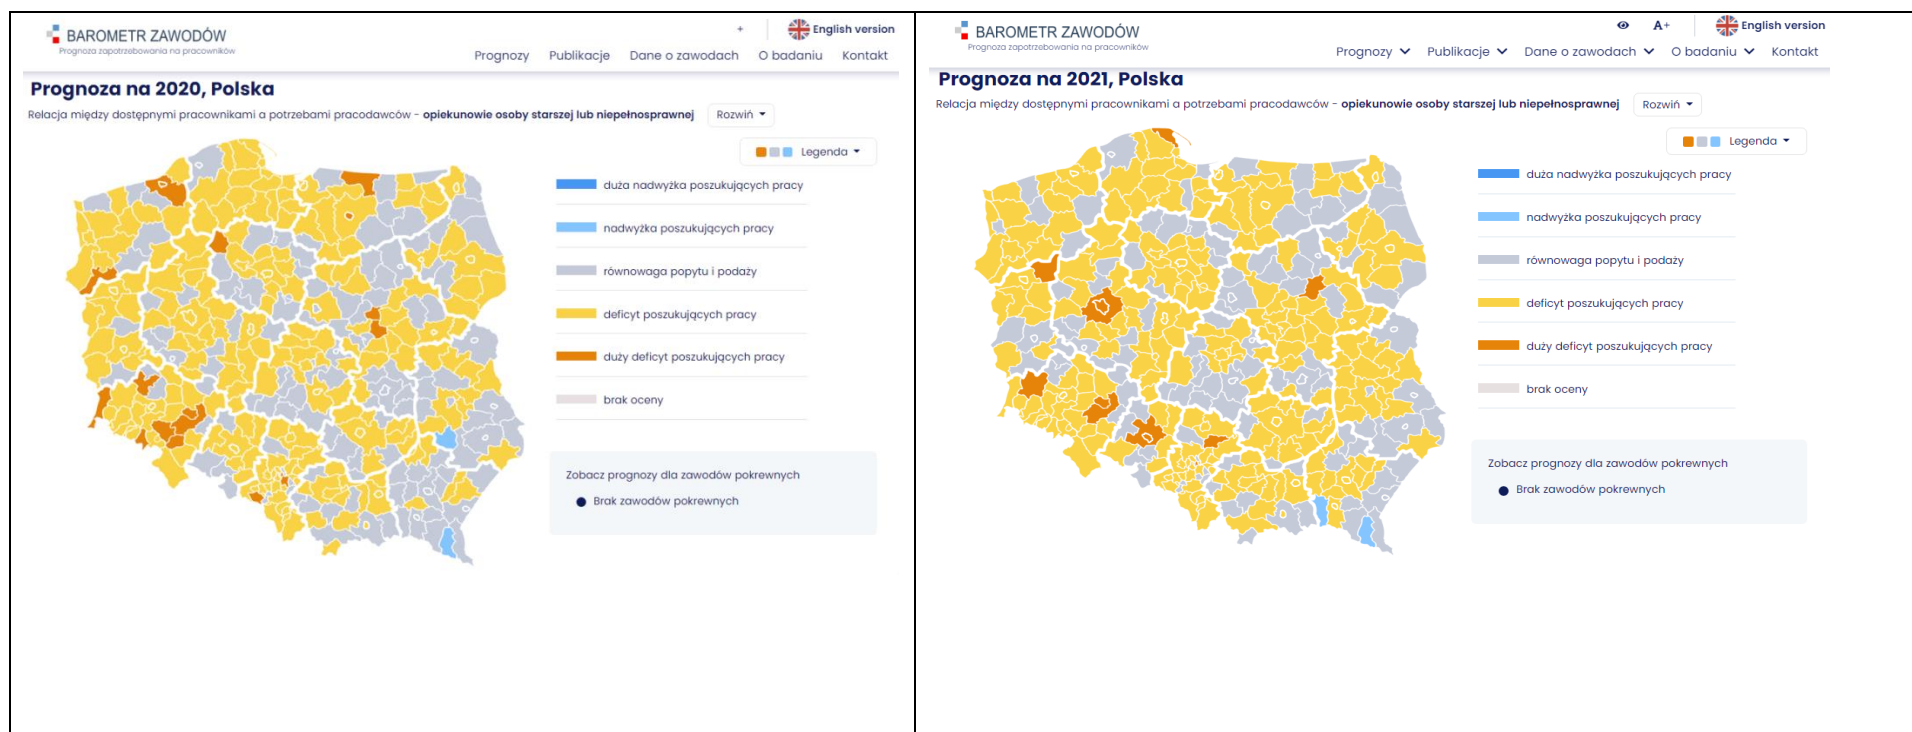 BAROMETR ZAWODÓW
Prognoza zapotrzebowania na pracowników
+
English version
Prognozy Publikacje Dane o zawodach O badaniu Kontakt
Prognoza na 2020, Polska
Relacja między dostępnymi pracownikami a potrzebami pracodawców - opiekunowie osoby starszej lub niepełnosprawnej Rozwiń
Legenda
duża nadwyżka poszukujących pracy
nadwyżka poszukujących pracy
równowaga popytu i podaży
deficyt poszukujących pracy
duży deficyt poszukujących pracy
brak oceny
Zobacz prognozy dla zawodów pokrewnych
Brak zawodów pokrewnych
BAROMETR ZAWODÓW
Prognoza zapotrzebowania na pracowników
A+
English version
Prognozy Publikacje Dane o zawodach O badaniu Kontakt
Prognoza na 2021, Polska
Relacja między dostępnymi pracownikami a potrzebami pracodawców - opiekunowie osoby starszej lub niepełnosprawnej Rozwiń
Legenda
duża nadwyżka poszukujących pracy
nadwyżka poszukujących pracy
równowaga popytu i podaży
deficyt poszukujących pracy
duży deficyt poszukujących pracy
brak oceny
Zobacz prognozy dla zawodów pokrewnych
Brak zawodów pokrewnych